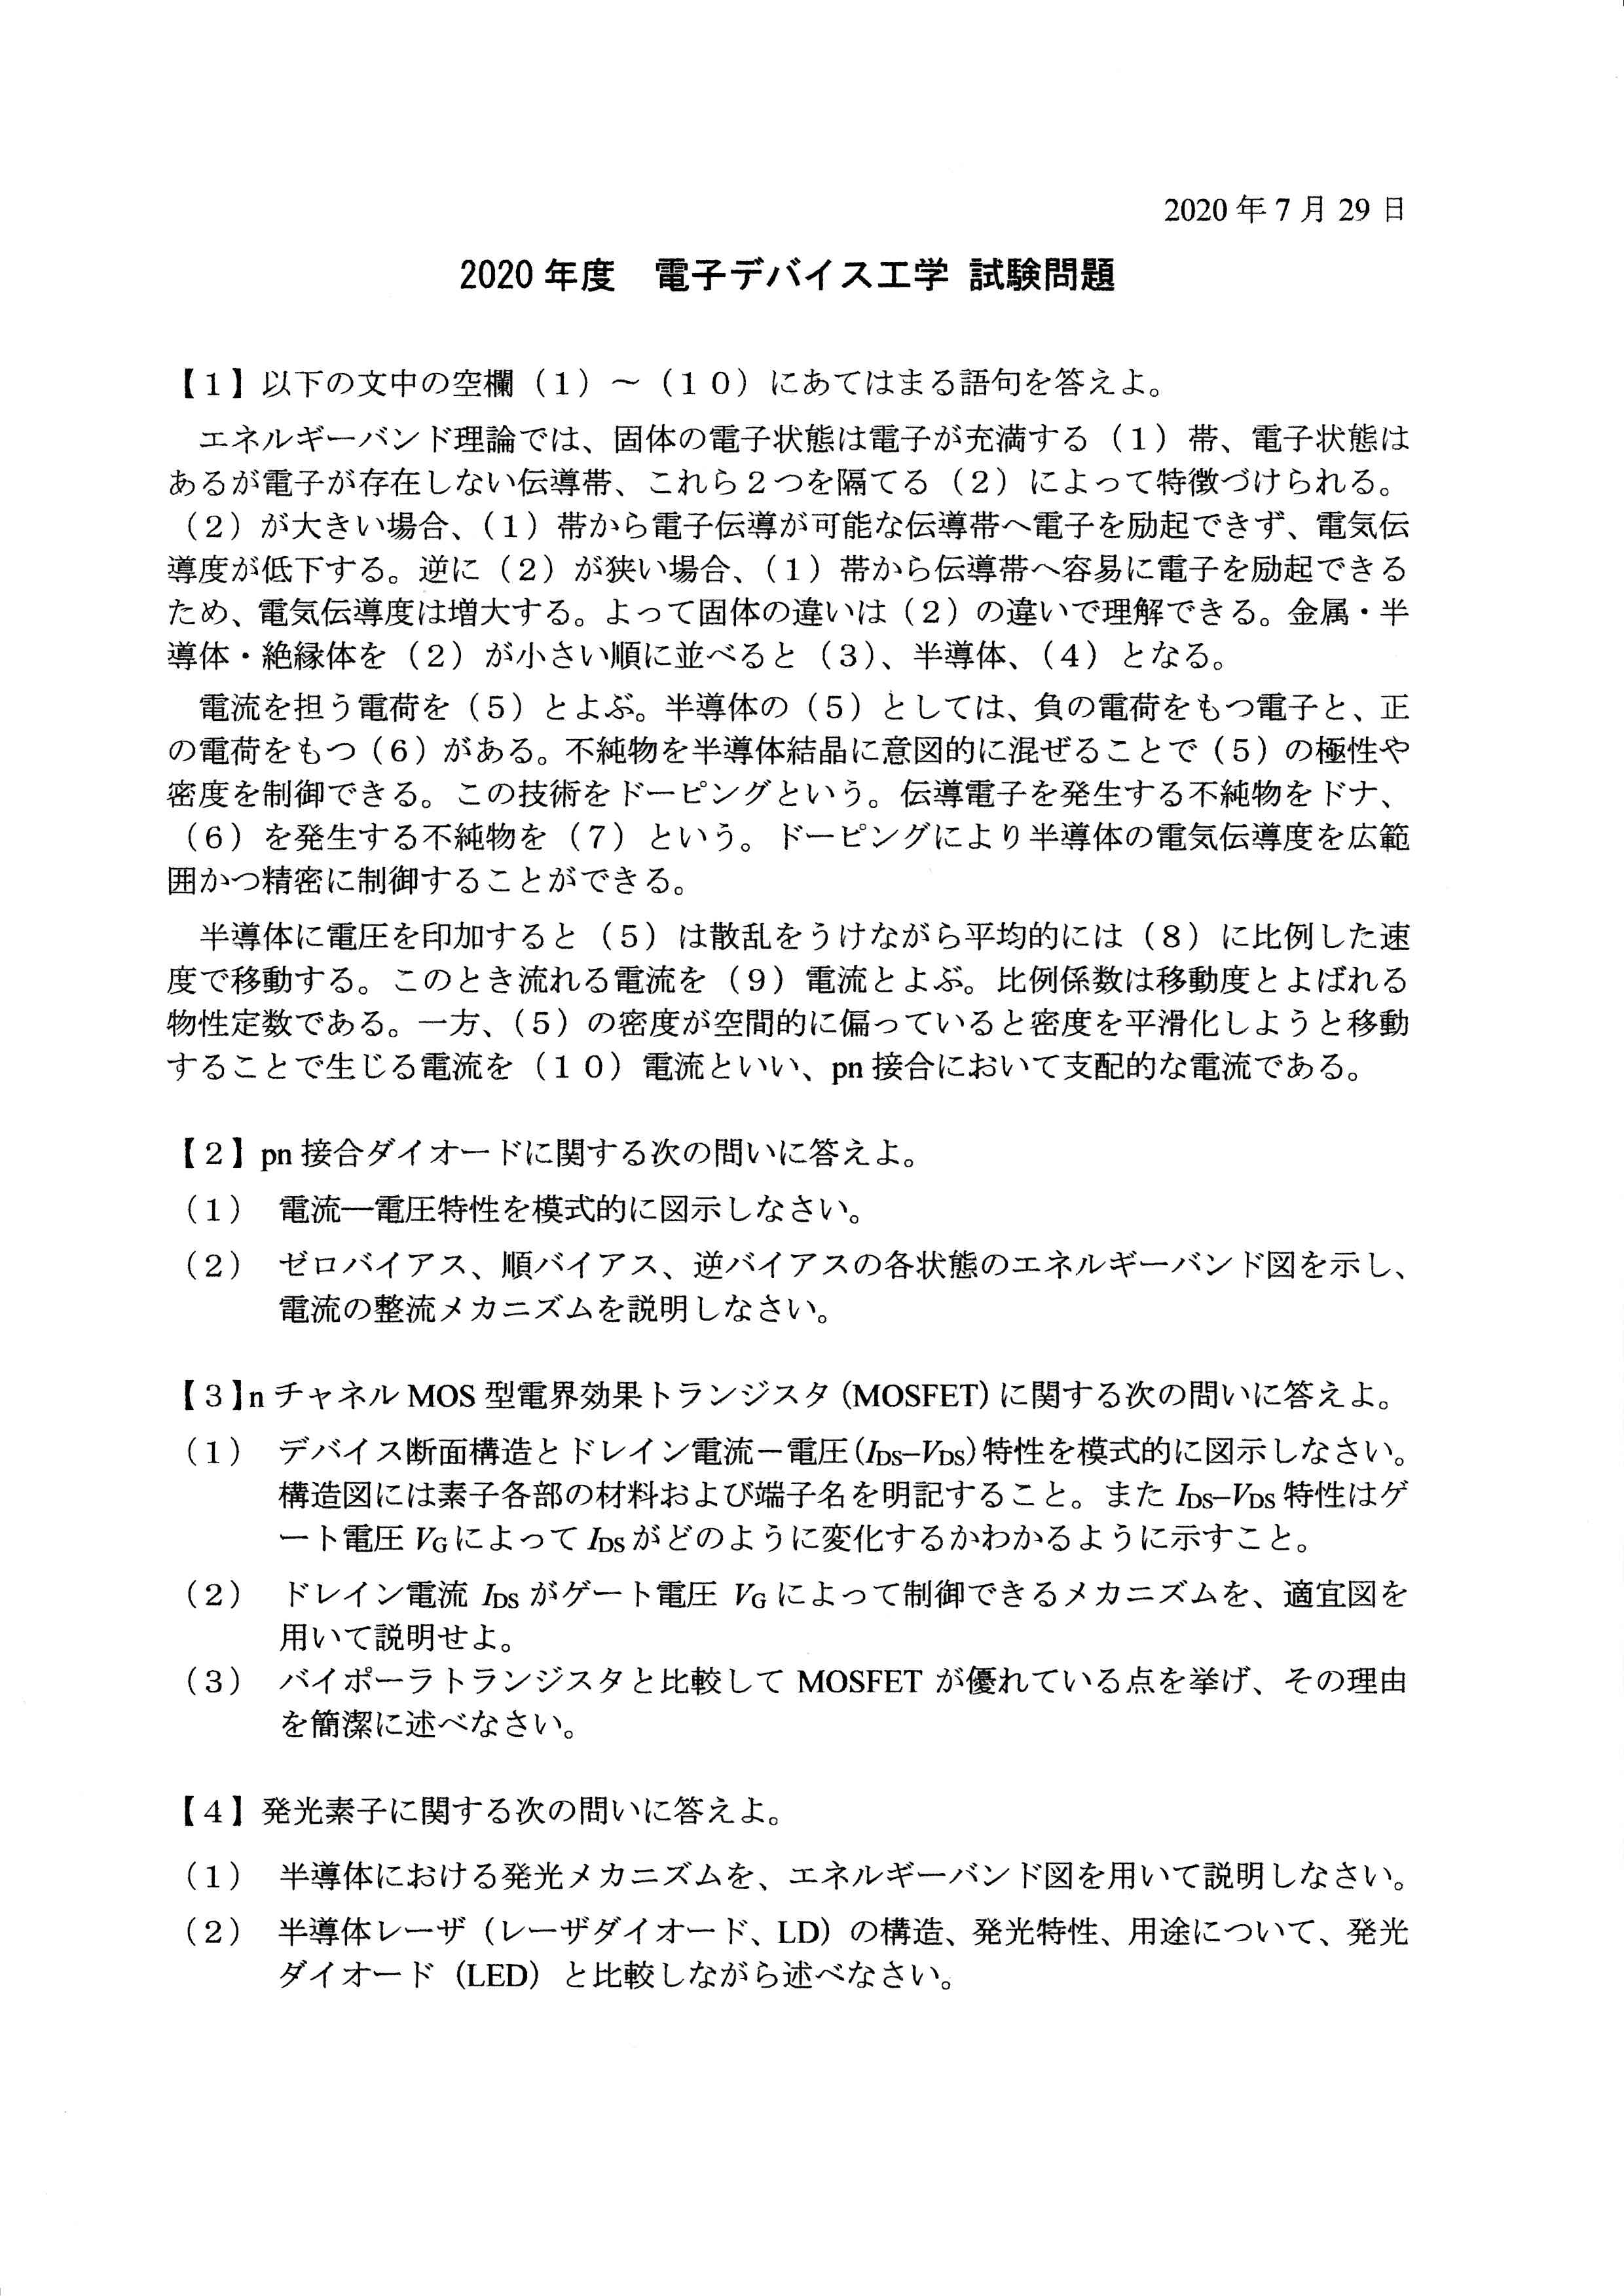 2020 年 7 月 29 日
2020 年度　電子デバイス工学 試験問題
【１】以下の文中の空欄（１）～（１０）にあてはまる語句を答えよ。
エネルギーバンド理論では、固体の電子状態は電子が充満する（１）帯、電子状態は
あるが電子が存在しない伝導帯、これら２つを隔てる（２）によって特徴づけられる。
（２）が大きい場合、（１）帯から電子伝導が可能な伝導帯へ電子を励起できず、電気伝
導度が低下する。逆に（２）が狭い場合、（１）帯から伝導帯へ容易に電子を励起できる
ため、電気伝導度は増大する。よって固体の違いは（２）の違いで理解できる。金属・半
導体・絶縁体を（２）が小さい順に並べると（３）、半導体、（４）となる。
電流を担う電荷を（５）とよぶ。半導体の（５）としては、負の電荷をもつ電子と、正
の電荷をもつ（６）がある。不純物を半導体結晶に意図的に混ぜることで（５）の極性や
密度を制御できる。この技術をドーピングという。伝導電子を発生する不純物をドナ、
（６）を発生する不純物を（７）という。ドーピングにより半導体の電気伝導度を広範
囲かつ精密に制御することができる。
半導体に電圧を印加すると（５）は散乱をうけながら平均的には（８）に比例した速
度で移動する。このとき流れる電流を（９）電流とよぶ。比例係数は移動度とよばれる
物性定数である。一方、（５）の密度が空間的に偏っていると密度を平滑化しようと移動
することで生じる電流を（１０）電流といい、pn 接合において支配的な電流である。
【２】pn 接合ダイオードに関する次の問いに答えよ。
（１）　電流―電圧特性を模式的に図示しなさい。
（２）　ゼロバイアス、順バイアス、逆バイアスの各状態のエネルギーバンド図を示し、
電流の整流メカニズムを説明しなさい。
【３】n チャネル MOS 型電界効果トランジスタ（MOSFET）に関する次の問いに答えよ。
（１）　デバイス断面構造とドレイン電流－電圧（IDS–VDS）特性を模式的に図示しなさい。
構造図には素子各部の材料および端子名を明記すること。また IDS–VDS 特性はゲ
ート電圧 VG によって IDS がどのように変化するかわかるように示すこと。
（２）　ドレイン電流 IDS がゲート電圧 VG によって制御できるメカニズムを、適宜図を
用いて説明せよ。
（３）　バイポーラトランジスタと比較して MOSFET が優れている点を挙げ、その理由
を簡潔に述べなさい。
【４】発光素子に関する次の問いに答えよ。
（１）　半導体における発光メカニズムを、エネルギーバンド図を用いて説明しなさい。
（２）　半導体レーザ（レーザダイオード、LD）の構造、発光特性、用途について、発光
ダイオード（LED）と比較しながら述べなさい。